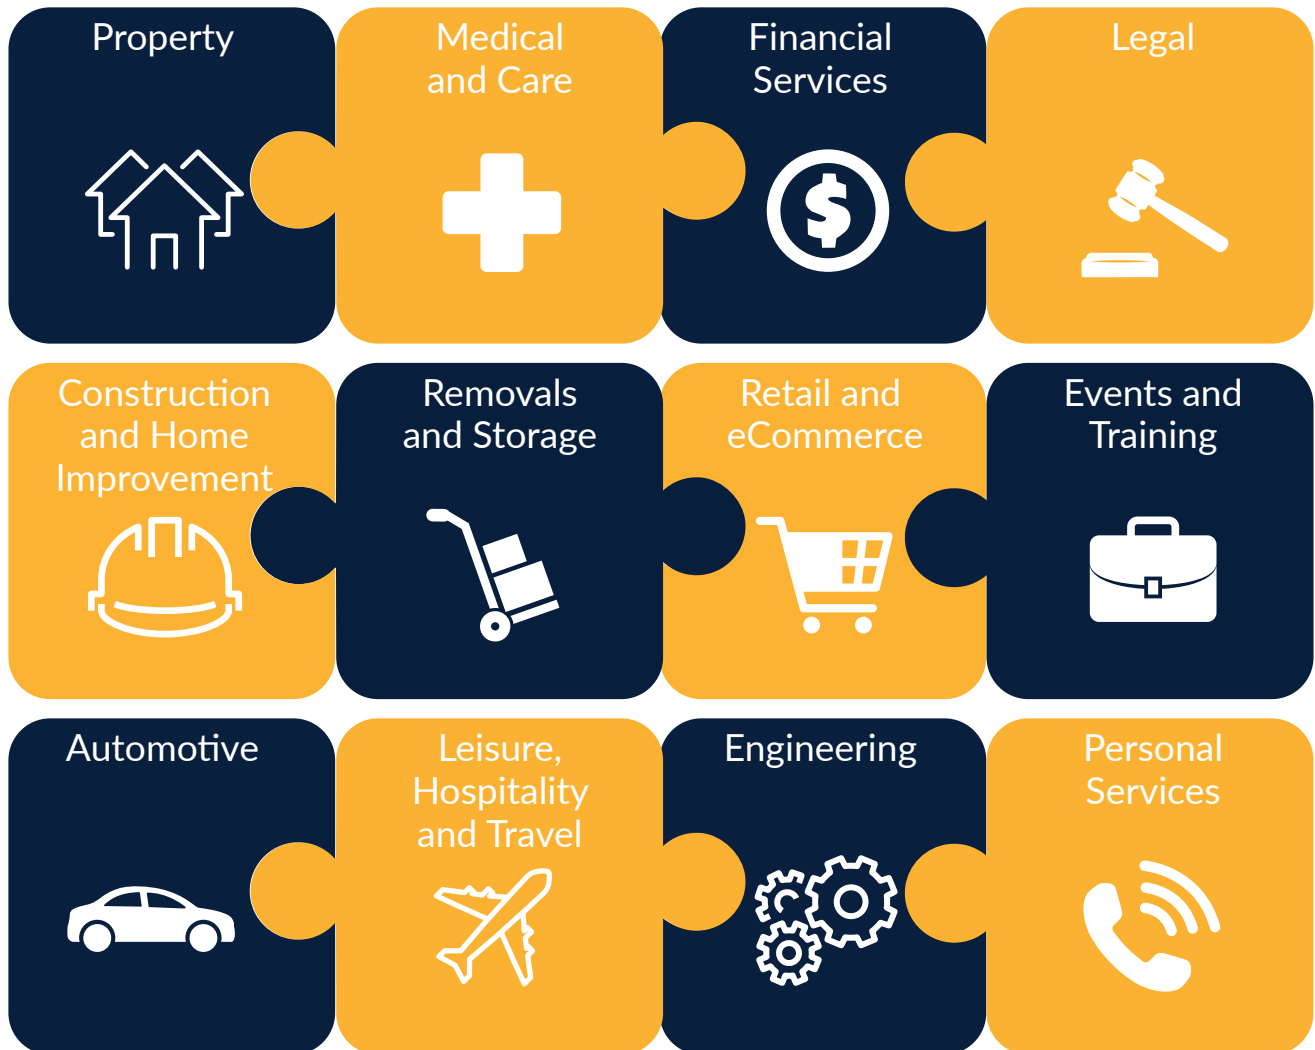 Property
Medical
and Care
Financial
Services
Legal
Construction
and Home
Improvement
Removals
and Storage
Retail and
eCommerce
Events and
Training
Automotive
Leisure,
Hospitality
and Travel
Engineering
Personal
Services